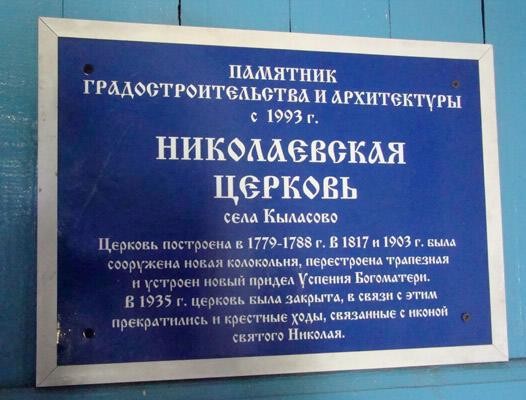 ПАМЯТНИК
ГРАДОСТРОИТЕЛЬСТВА И АРХИТЕКТУРЫ
с 1993 г.
НИКОЛАЕВСКАЯ
ЦЕРКОВЬ
села Кыласово
Церковь построена в 1779-1788 г. В 1817 и 1903 г. была
сооружена новая колокольня, перестроена трапезная
и устроен новый придел Успения Богоматери.
В 1935 г. церковь была закрыта, в связи с этим
прекратились и крестные ходы, связанные с иконой
святого Николая.